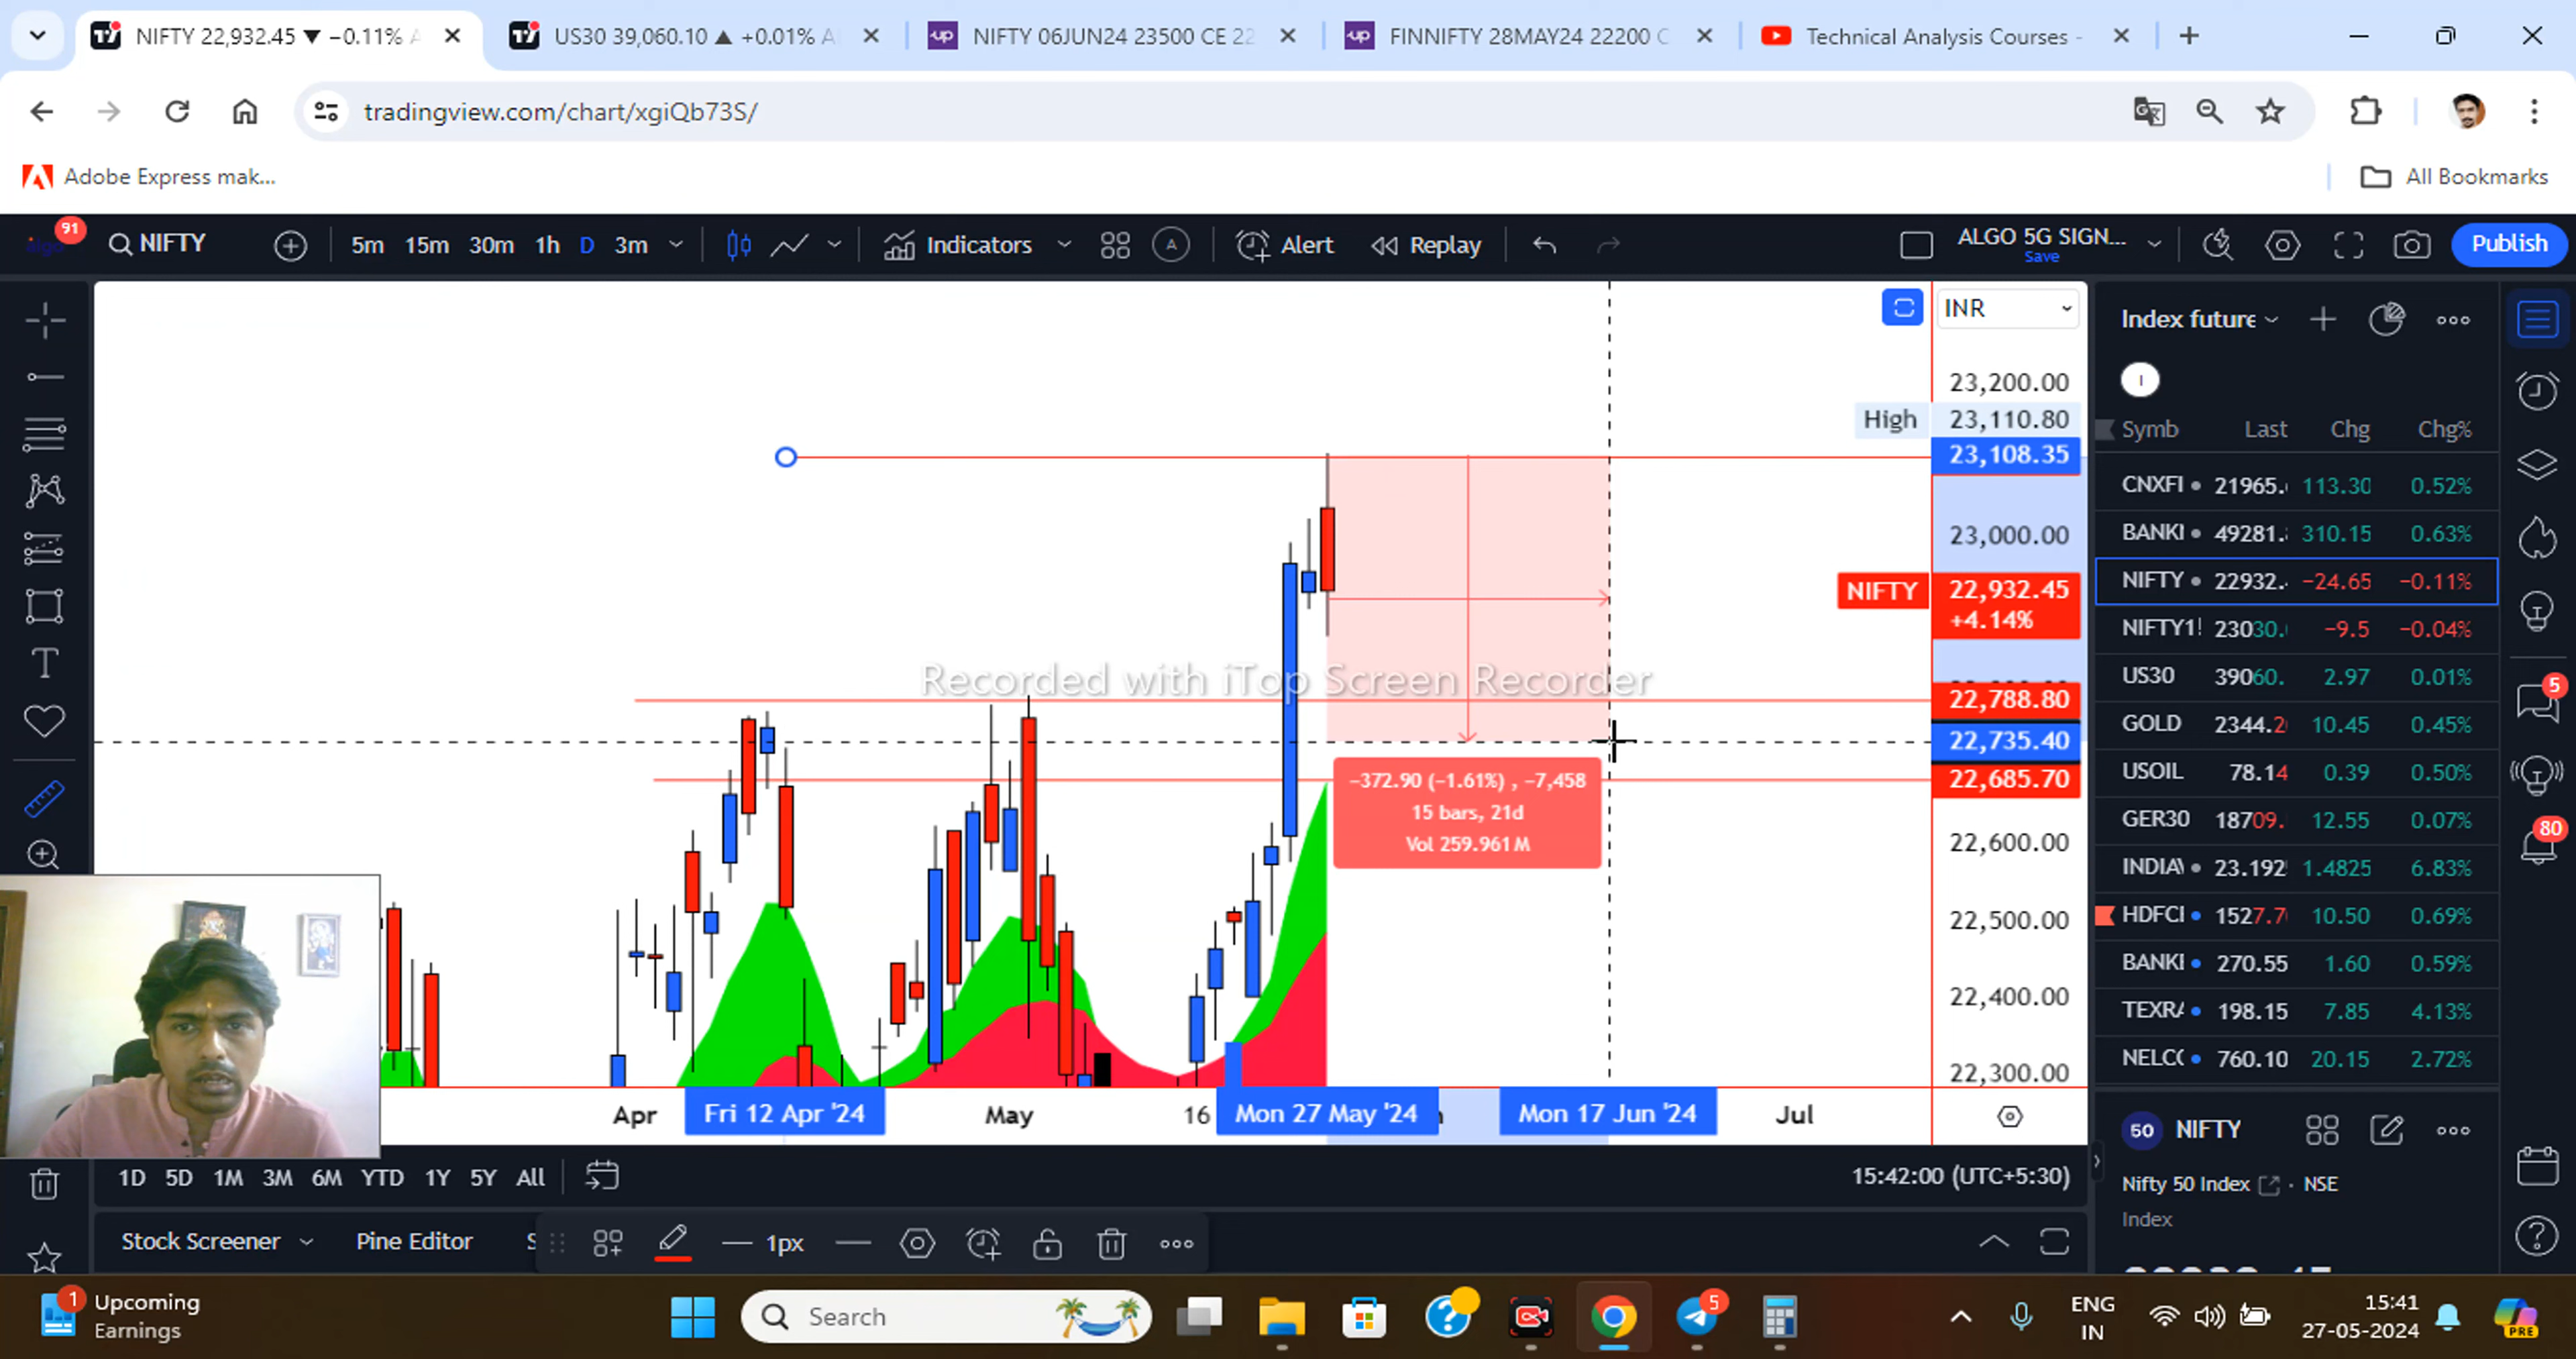 NIFTY 22,932.45 ▼ −0.11%
US30 39,060.10 ▲ +0.01%
NIFTY 06JUN24 23500 CE 22
FINNIFTY 28MAY24 22200 C
Technical Analysis Courses -
tradingview.com/chart/xgiQb73S/
Adobe Express mak...
All Bookmarks
91
NIFTY
5m 15m 30m 1h D 3m
Indicators
A
Alert
Replay
ALGO 5G SIGN...
Save
Publish
INR
23,200.00
High 23,110.80
23,108.35
23,000.00
NIFTY 22,932.45
+4.14%
22,788.80
22,735.40
22,685.70
22,600.00
22,500.00
22,400.00
22,300.00
Recorded with iTop Screen Recorder
−372.90 (−1.61%) , −7,458
15 bars, 21d
Vol 259.961 M
Apr Fri 12 Apr '24 May 16 Mon 27 May '24 Mon 17 Jun '24 Jul
1D 5D 1M 3M 6M YTD 1Y 5Y All
15:42:00 (UTC+5:30)
Stock Screener Pine Editor S
1px
Index future
I
Symb Last Chg Chg%
CNXFI 21965. 113.30 0.52%
BANKI 49281. 310.15 0.63%
NIFTY 22932. −24.65 −0.11%
NIFTY1! 23030. −9.5 −0.04%
US30 39060. 2.97 0.01%
GOLD 2344.2 10.45 0.45%
USOIL 78.14 0.39 0.50%
GER30 18709. 12.55 0.07%
INDIA 23.192 1.4825 6.83%
HDFCI 1527.7 10.50 0.69%
BANKI 270.55 1.60 0.59%
TEXRA 198.15 7.85 4.13%
NELC 760.10 20.15 2.72%
50 NIFTY
Nifty 50 Index · NSE
Index
5
80
1
Upcoming
Earnings
Search
5
ENG
IN
15:41
27-05-2024
PRE